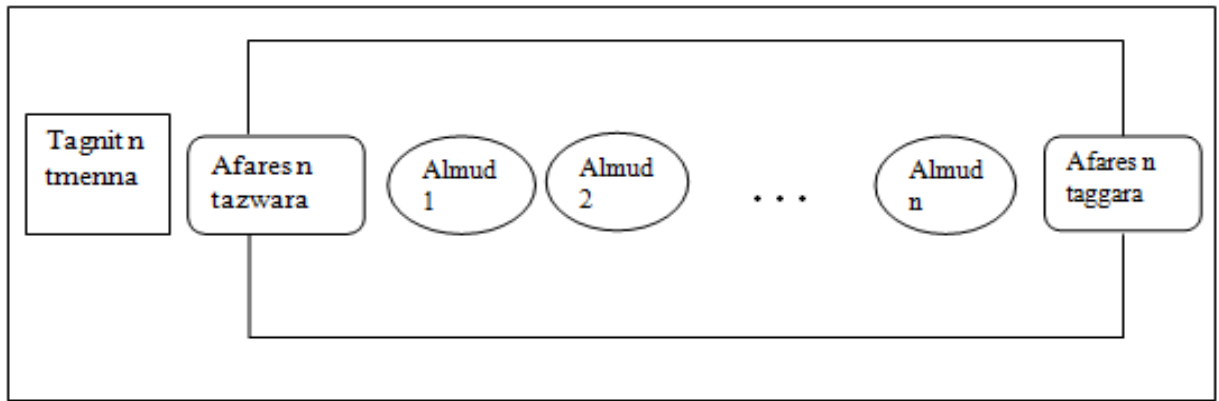 Tagnit n
tmenna
Afares n
tazwara
Almud
1
Almud
2
...
Almud
n
Afares n
taggara